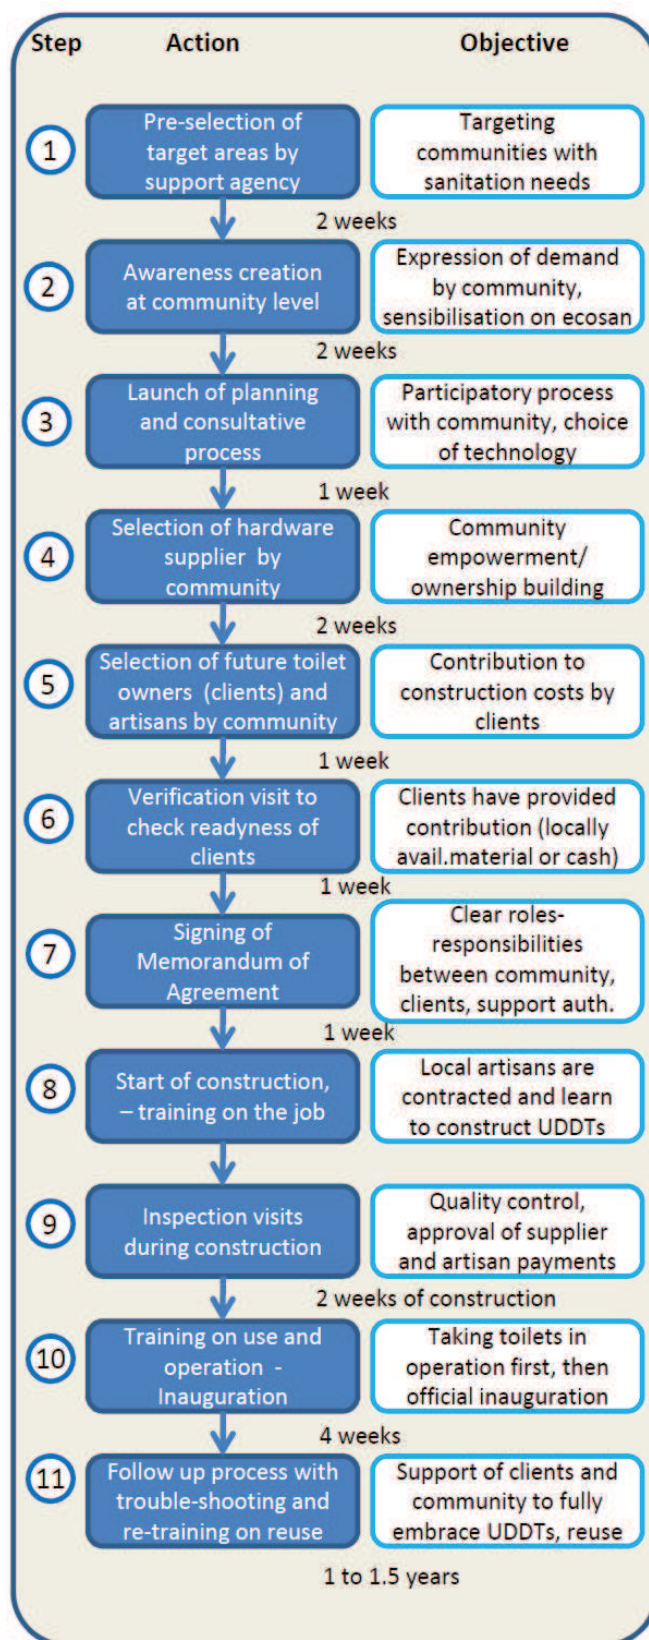 Step Action Objective
1
Pre-selection of
target areas by
support agency
Targeting
communities with
sanitation needs
2 weeks
2
Awareness creation
at community level
Expression of demand
by community,
sensibilisation on ecosan
2 weeks
3
Launch of planning
and consultative
process
Participatory process
with community, choice
of technology
1 week
4
Selection of hardware
supplier by
community
Community
empowerment/
ownership building
2 weeks
5
Selection of future toilet
owners (clients) and
artisans by community
Contribution to
construction costs by
clients
1 week
6
Verification visit to
check readyness of
clients
Clients have provided
contribution (locally
avail.material or cash)
1 week
7
Signing of
Memorandum of
Agreement
Clear roles-
responsibilities
between community,
clients, support auth.
1 week
8
Start of construction,
– training on the job
Local artisans are
contracted and learn
to construct UDDTs
9
Inspection visits
during construction
Quality control,
approval of supplier
and artisan payments
2 weeks of construction
10
Training on use and
operation -
Inauguration
Taking toilets in
operation first, then
official inauguration
4 weeks
11
Follow up process with
trouble-shooting and
re-training on reuse
Support of clients and
community to fully
embrace UDDTs, reuse
1 to 1.5 years